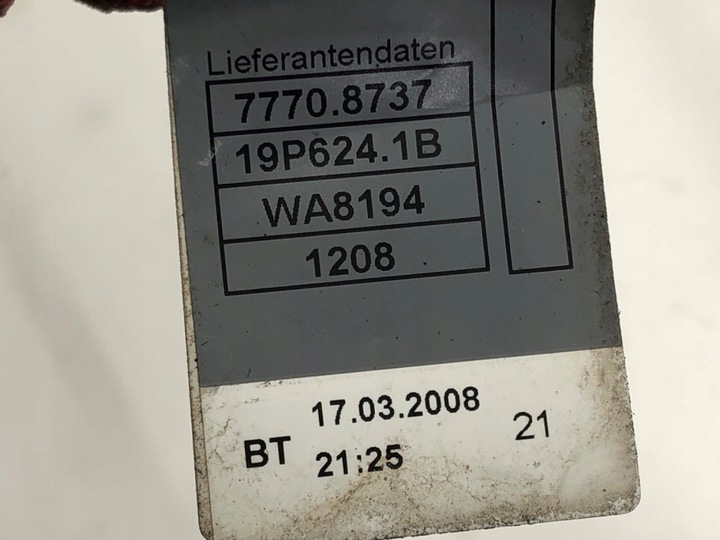 Lieferantendaten
7770.8737
19P624.1B
WA8194
1208
17.03.2008
BT 21:25 21